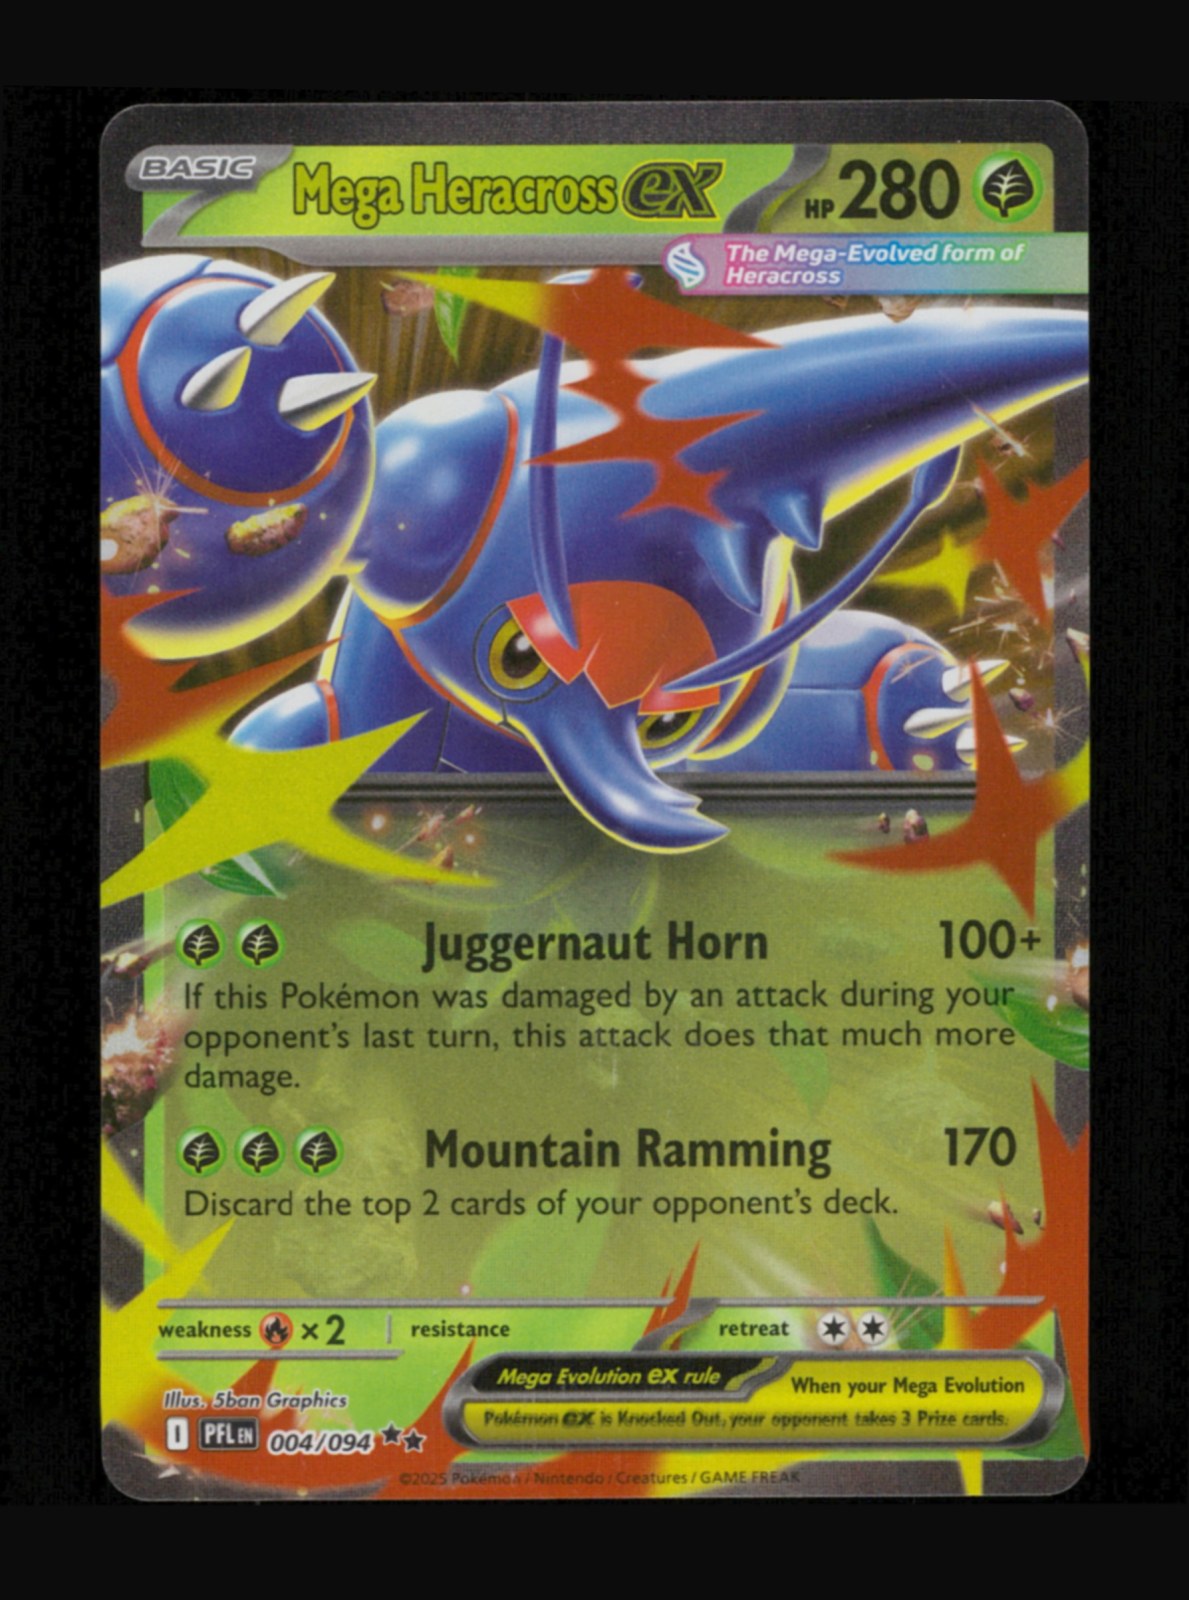 BASIC
Mega Heracross ex
HP 280
The Mega-Evolved form of
Heracross
Juggernaut Horn 100+
If this Pokémon was damaged by an attack during your
opponent's last turn, this attack does that much more
damage.
Mountain Ramming 170
Discard the top 2 cards of your opponent's deck.
weakness ×2 resistance retreat
Mega Evolution ex rule When your Mega Evolution
Pokémon ex is Knocked Out, your opponent takes 3 Prize cards.
Illus. 5ban Graphics
I PFL EN 004/094 ★★
©2025 Pokémon / Nintendo / Creatures / GAME FREAK